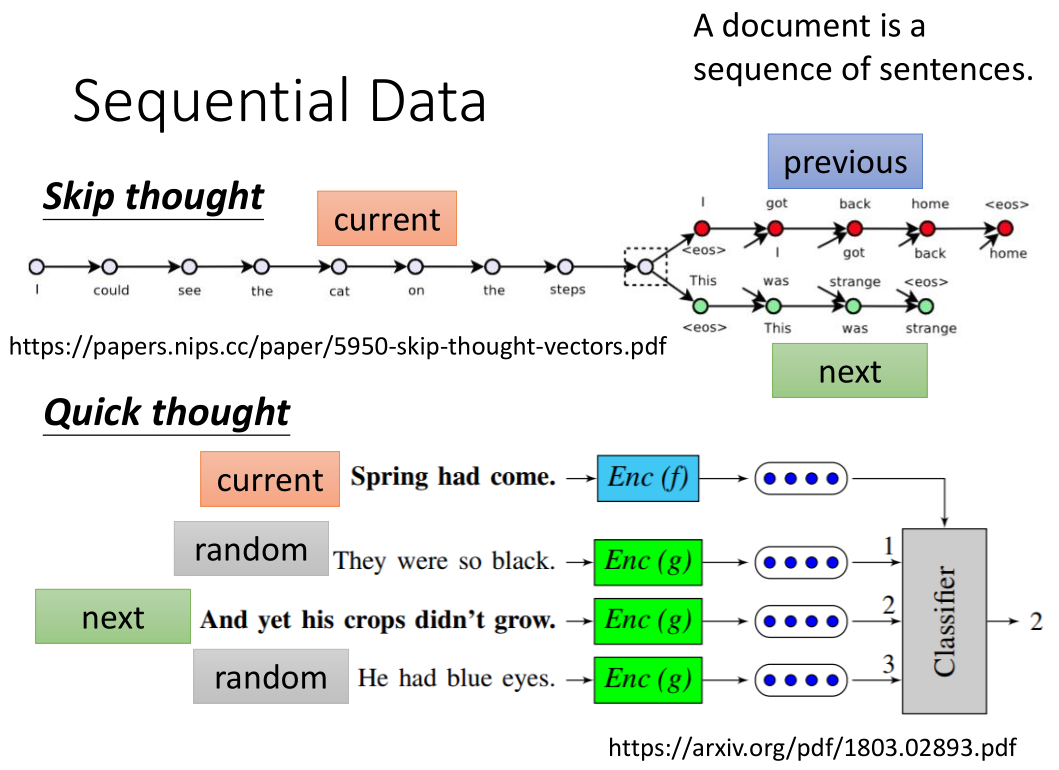 A document is a
sequence of sentences.
Sequential Data
Skip thought
current
previous
I got back home <eos>
<eos> I got back home
I could see the cat on the steps
This was strange <eos>
<eos> This was strange
next
https://papers.nips.cc/paper/5950-skip-thought-vectors.pdf
Quick thought
current Spring had come. Enc (f)
random They were so black. Enc (g) 1
next And yet his crops didn't grow. Enc (g) 2
random He had blue eyes. Enc (g) 3
Classifier
2
https://arxiv.org/pdf/1803.02893.pdf